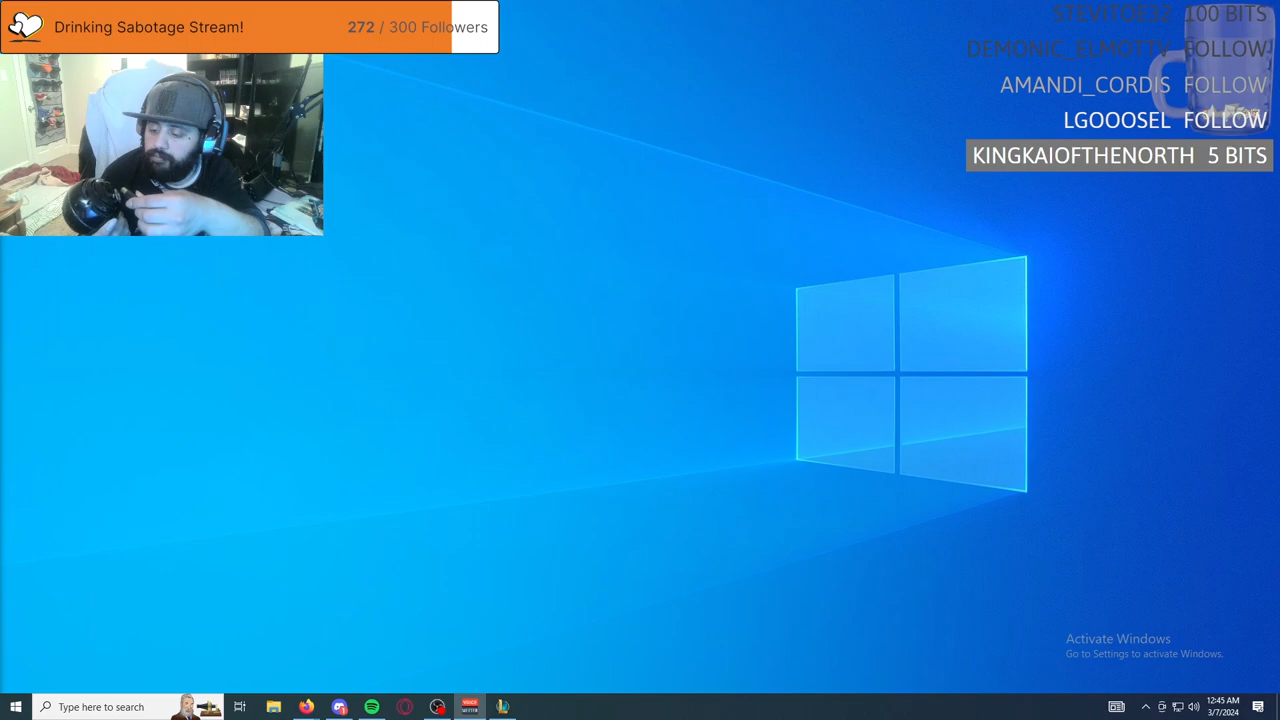 Drinking Sabotage Stream!
272 / 300 Followers
STEVITOE32 100 BITS
DEMONIC_ELMOTTV FOLLOW
AMANDI_CORDIS FOLLOW
LGOOOSEL FOLLOW
KINGKAIOFTHENORTH 5 BITS
Activate Windows
Go to Settings to activate Windows.
Type here to search
12:45 AM
3/7/2024